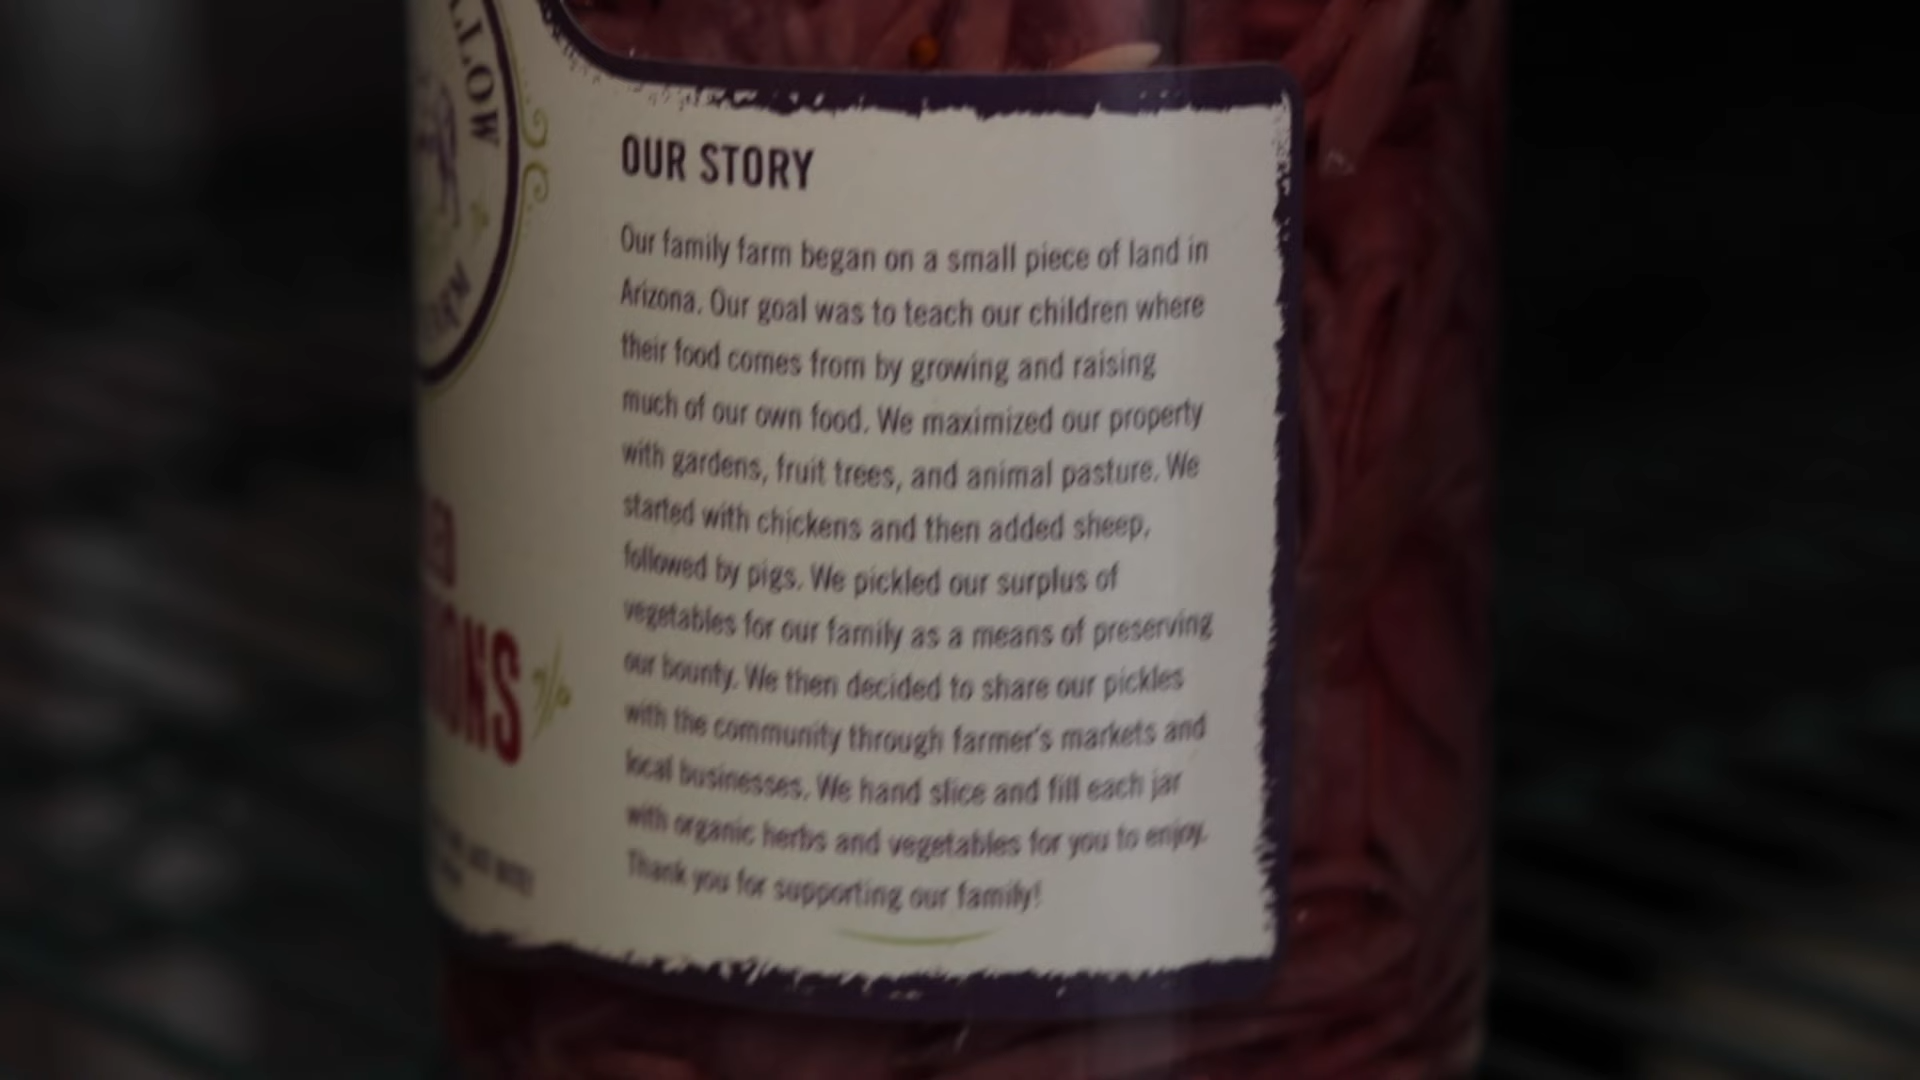 OUR STORY
Our family farm began on a small piece of land in
Arizona. Our goal was to teach our children where
their food comes from by growing and raising
much of our own food. We maximized our property
with gardens, fruit trees, and animal pasture. We
started with chickens and then added sheep,
followed by pigs. We pickled our surplus of
vegetables for our family as a means of preserving
our bounty. We then decided to share our pickles
with the community through farmer's markets and
local businesses. We hand slice and fill each jar
with organic herbs and vegetables for you to enjoy.
Thank you for supporting our family!